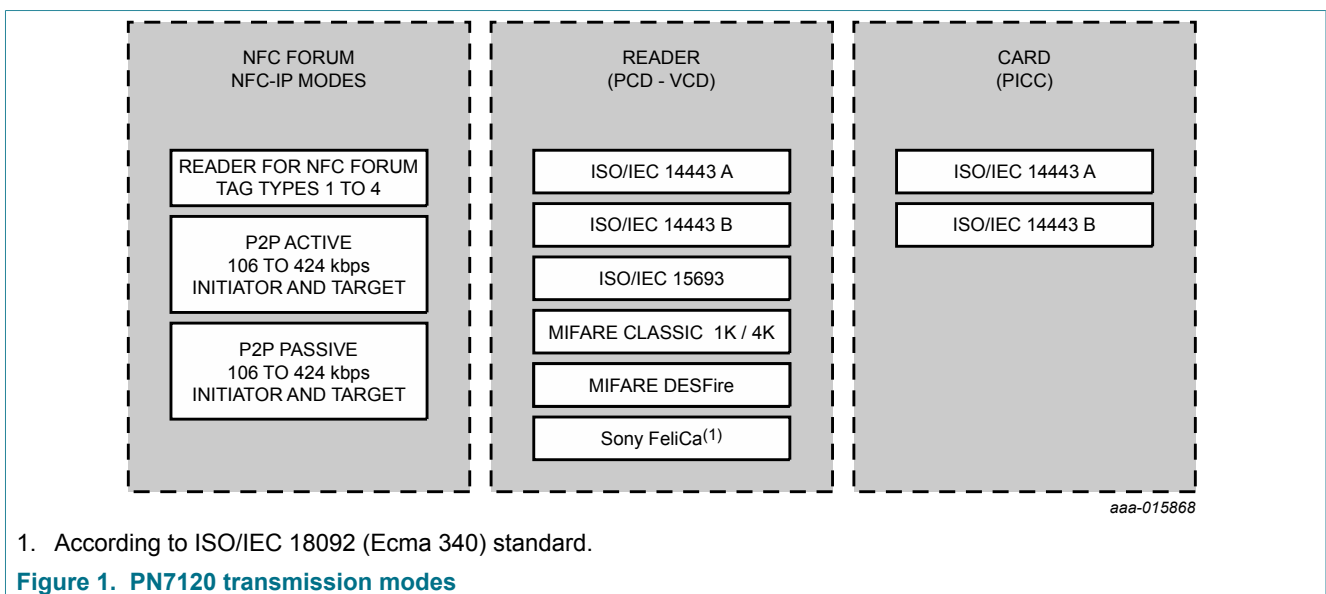 NFC FORUM
NFC-IP MODES
READER FOR NFC FORUM
TAG TYPES 1 TO 4
P2P ACTIVE
106 TO 424 kbps
INITIATOR AND TARGET
P2P PASSIVE
106 TO 424 kbps
INITIATOR AND TARGET
READER
(PCD - VCD)
ISO/IEC 14443 A
ISO/IEC 14443 B
ISO/IEC 15693
MIFARE CLASSIC 1K / 4K
MIFARE DESFire
Sony FeliCa(1)
CARD
(PICC)
ISO/IEC 14443 A
ISO/IEC 14443 B
aaa-015868
1. According to ISO/IEC 18092 (Ecma 340) standard.
Figure 1. PN7120 transmission modes